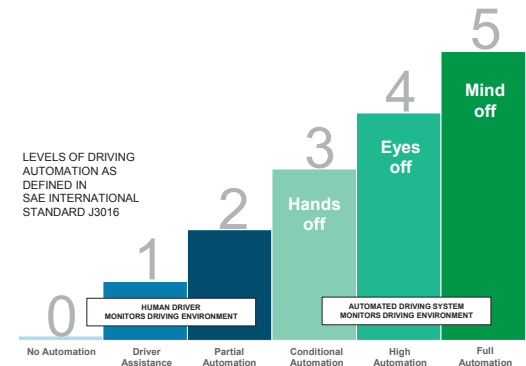 5
Mind
off
4
Eyes
off
3
Hands
off
LEVELS OF DRIVING
AUTOMATION AS
DEFINED IN
SAE INTERNATIONAL
STANDARD J3016
2
1
0
HUMAN DRIVER
MONITORS DRIVING ENVIRONMENT
AUTOMATED DRIVING SYSTEM
MONITORS DRIVING ENVIRONMENT
No Automation
Driver
Assistance
Partial
Automation
Conditional
Automation
High
Automation
Full
Automation